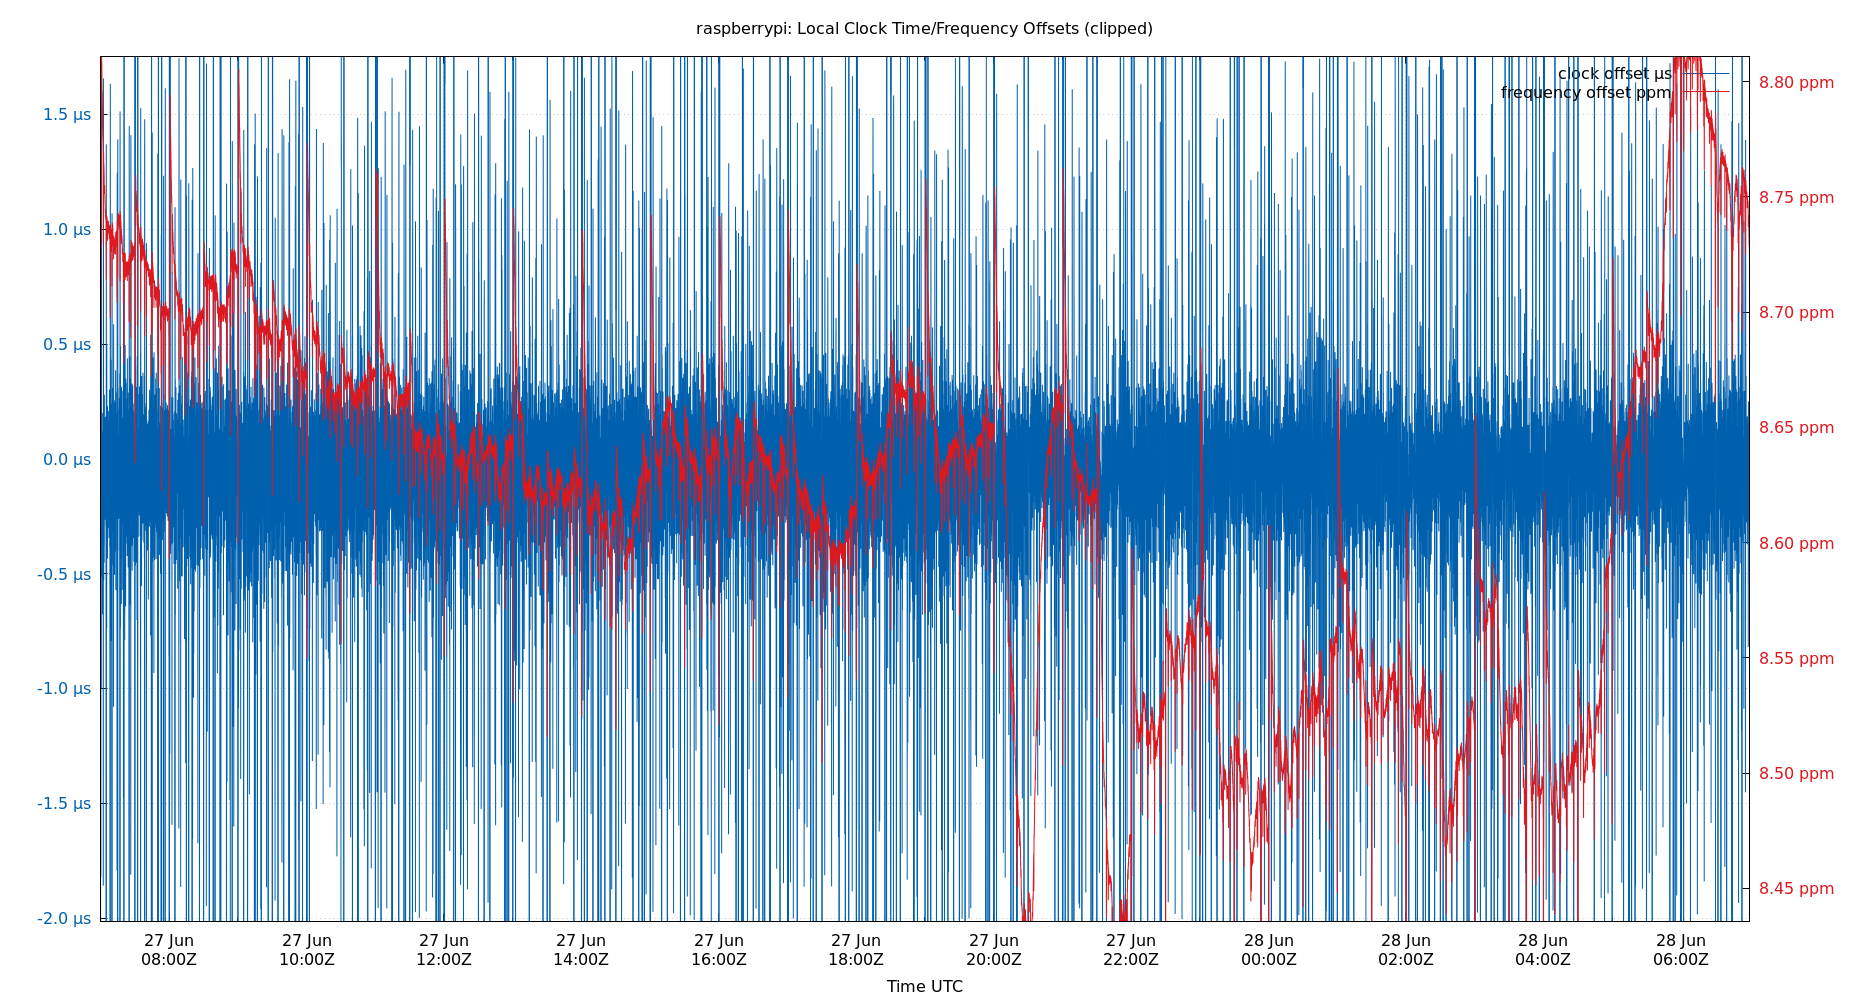 raspberrypi: Local Clock Time/Frequency Offsets (clipped)
clock offset µs
frequency offset ppm
1.5 µs
1.0 µs
0.5 µs
0.0 µs
-0.5 µs
-1.0 µs
-1.5 µs
-2.0 µs
8.80 ppm
8.75 ppm
8.70 ppm
8.65 ppm
8.60 ppm
8.55 ppm
8.50 ppm
8.45 ppm
27 Jun 27 Jun 27 Jun 27 Jun 27 Jun 27 Jun 27 Jun 27 Jun 28 Jun 28 Jun 28 Jun 28 Jun
08:00Z 10:00Z 12:00Z 14:00Z 16:00Z 18:00Z 20:00Z 22:00Z 00:00Z 02:00Z 04:00Z 06:00Z
Time UTC